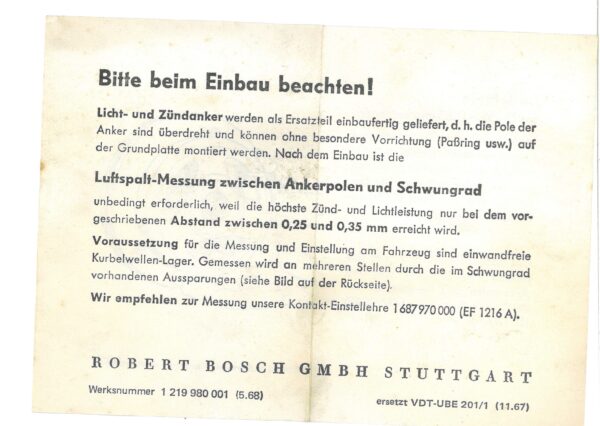 Bitte beim Einbau beachten!
Licht- und Zündanker werden als Ersatzteil einbaufertig geliefert, d. h. die Pole der
Anker sind überdreht und können ohne besondere Vorrichtung (Paßring usw.) auf
der Grundplatte montiert werden. Nach dem Einbau ist die
Luftspalt-Messung zwischen Ankerpolen und Schwungrad
unbedingt erforderlich, weil die höchste Zünd- und Lichtleistung nur bei dem vor-
geschriebenen Abstand zwischen 0,25 und 0,35 mm erreicht wird.
Voraussetzung für die Messung und Einstellung am Fahrzeug sind einwandfreie
Kurbelwellen-Lager. Gemessen wird an mehreren Stellen durch die im Schwungrad
vorhandenen Aussparungen (siehe Bild auf der Rückseite).
Wir empfehlen zur Messung unsere Kontakt-Einstellehre 1 687 970 000 (EF 1216 A).
ROBERT BOSCH GMBH STUTTGART
Werksnummer 1 219 980 001 (5.68)
ersetzt VDT-UBE 201/1 (11.67)